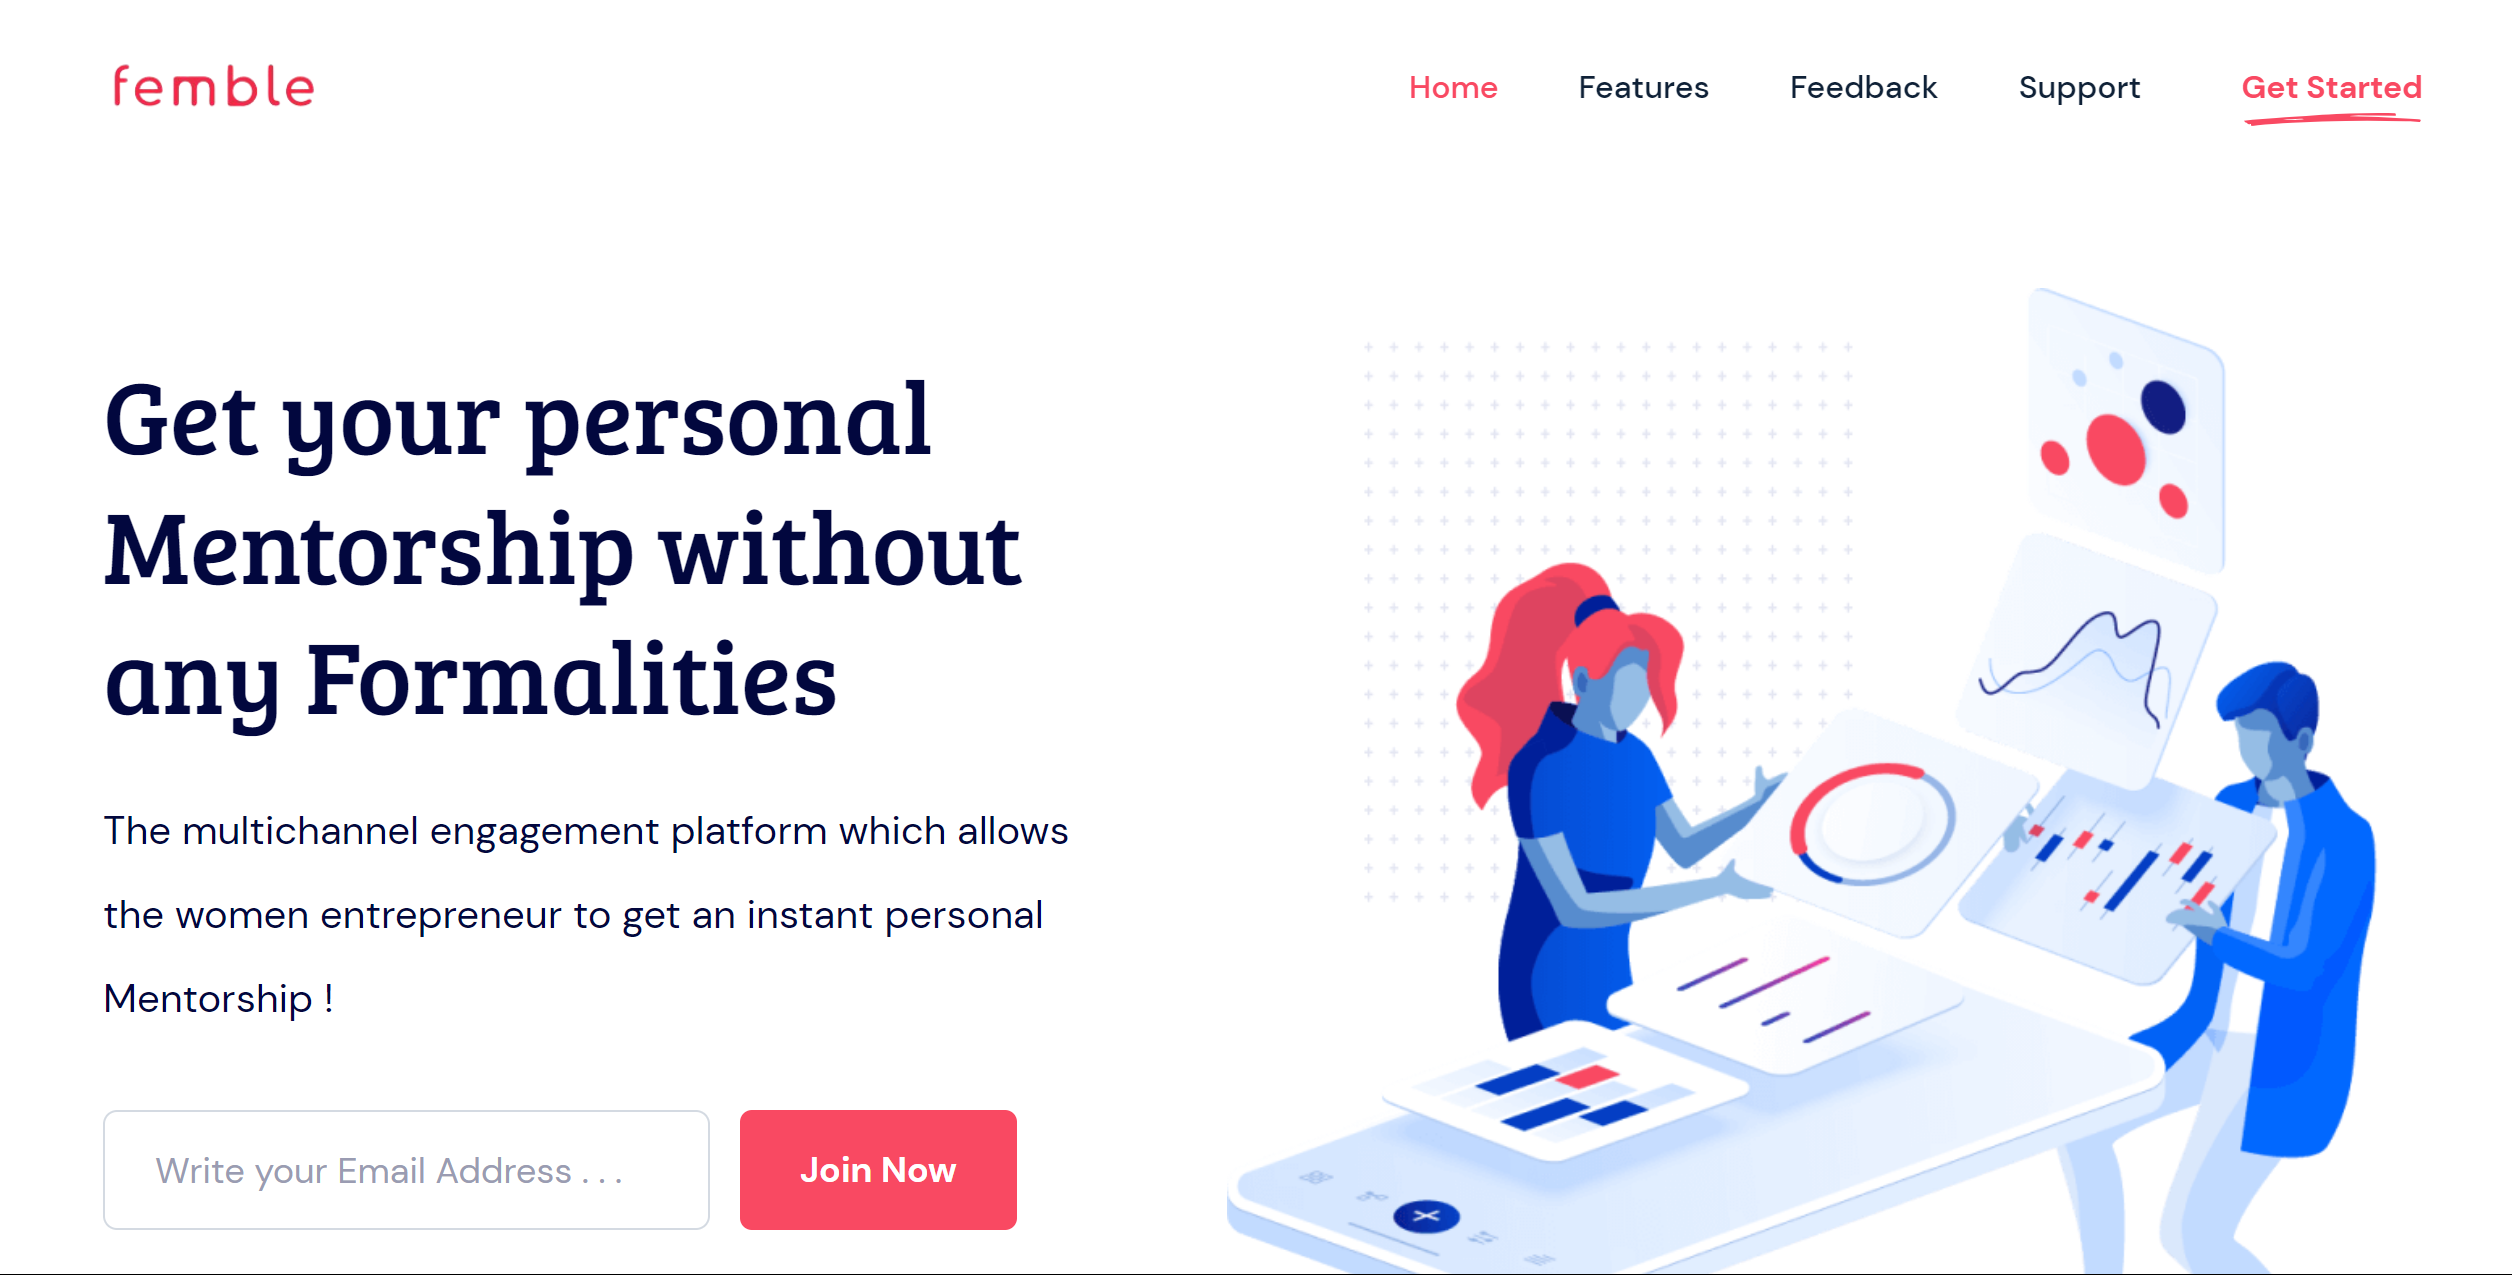 femble
Home Features Feedback Support Get Started
Get your personal
Mentorship without
any Formalities
The multichannel engagement platform which allows
the women entrepreneur to get an instant personal
Mentorship !
Write your Email Address . . .
Join Now